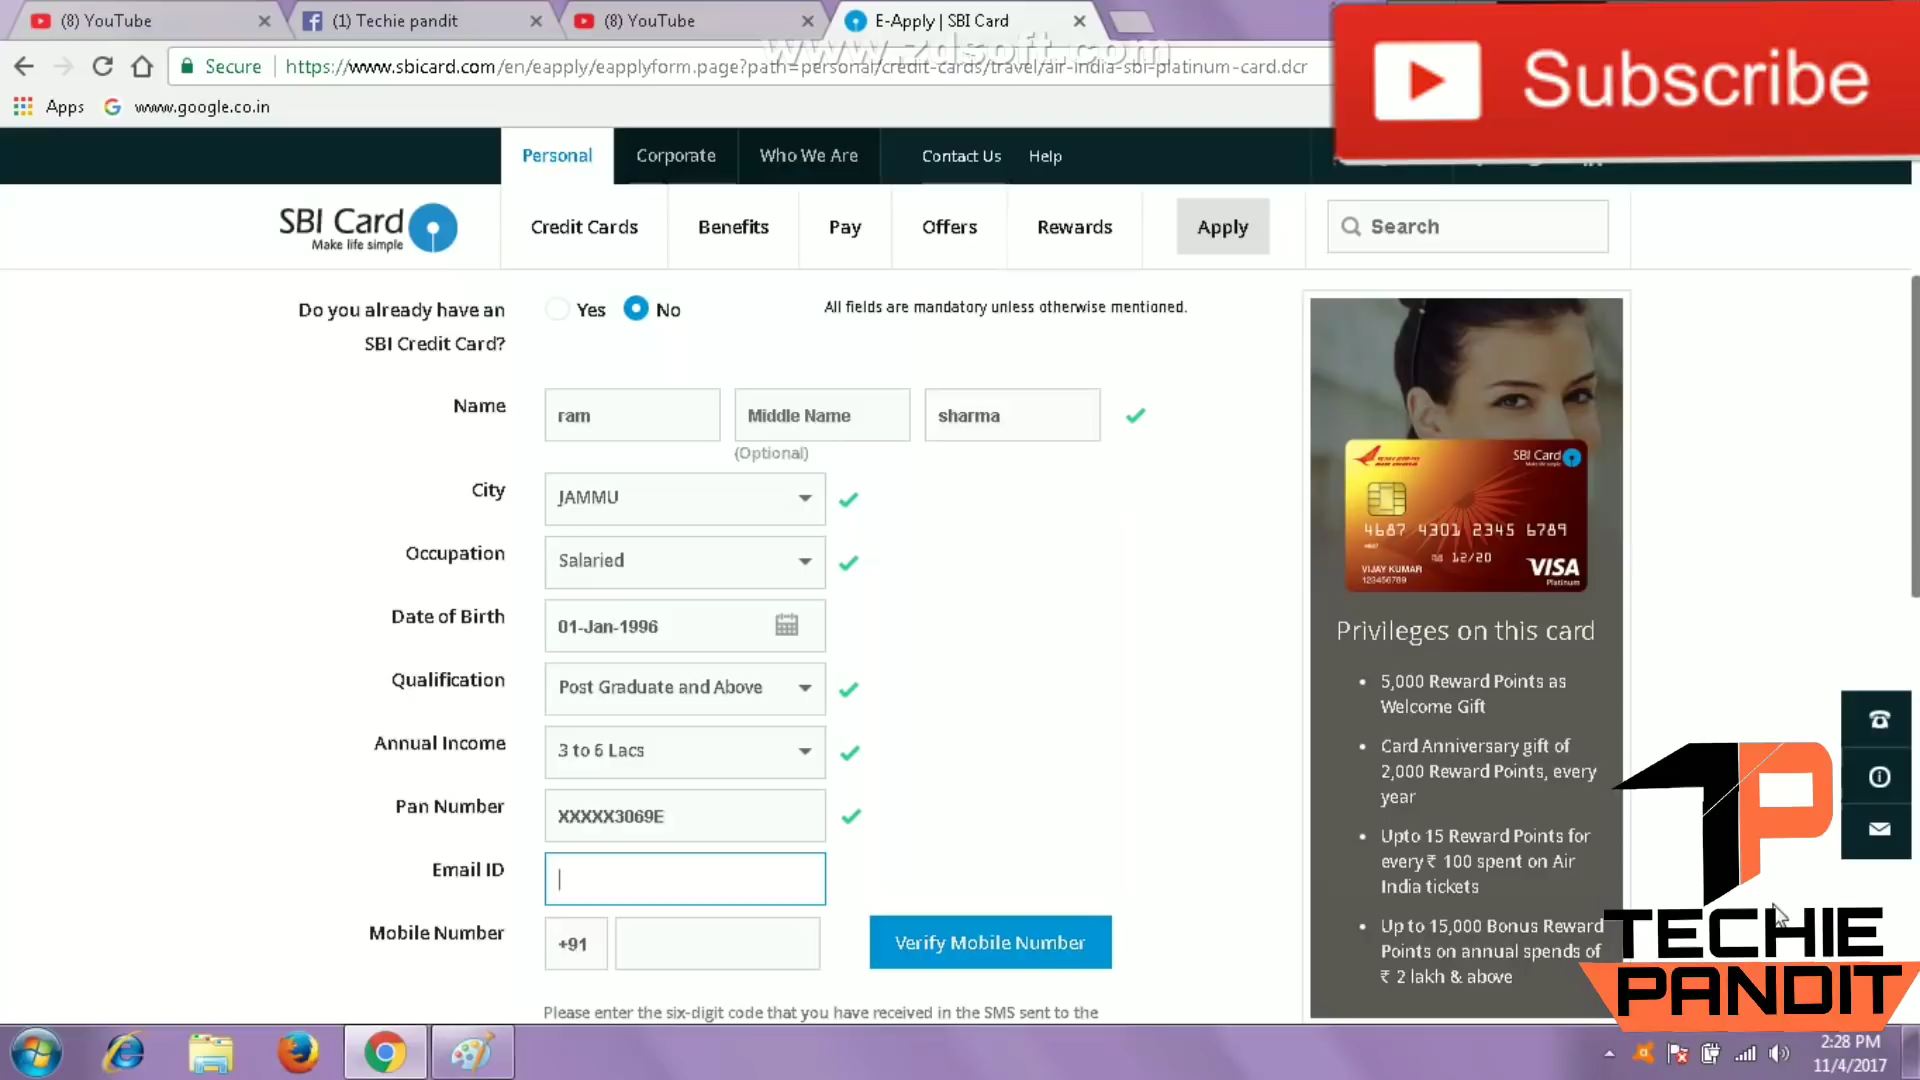 (8) YouTube
(1) Techie pandit
(8) YouTube
E-Apply | SBI Card
www.zdsoft.com
Secure
https://www.sbicard.com/en/eapply/eapplyform.page?path=personal/credit-cards/travel/air-india-sbi-platinum-card.dcr
Subscribe
Apps
www.google.co.in
Personal
Corporate
Who We Are
Contact Us
Help
SBI Card
Make life simple
Credit Cards
Benefits
Pay
Offers
Rewards
Apply
Search
Do you already have an
SBI Credit Card?
Yes
No
All fields are mandatory unless otherwise mentioned.
Name
ram
Middle Name
sharma
(Optional)
City
JAMMU
Occupation
Salaried
Date of Birth
01-Jan-1996
Qualification
Post Graduate and Above
Annual Income
3 to 6 Lacs
Pan Number
XXXXX3069E
Email ID
Mobile Number
+91
Verify Mobile Number
Please enter the six-digit code that you have received in the SMS sent to the
SBI Card
4687 4301 2345 6789
12/20
VIJAY KUMAR
123456789
VISA
Platinum
Privileges on this card
• 5,000 Reward Points as
Welcome Gift
• Card Anniversary gift of
2,000 Reward Points, every
year
• Upto 15 Reward Points for
every ₹ 100 spent on Air
India tickets
• Up to 15,000 Bonus Reward
Points on annual spends of
₹ 2 lakh & above
TP
TECHIE
PANDIT
2:28 PM
11/4/2017